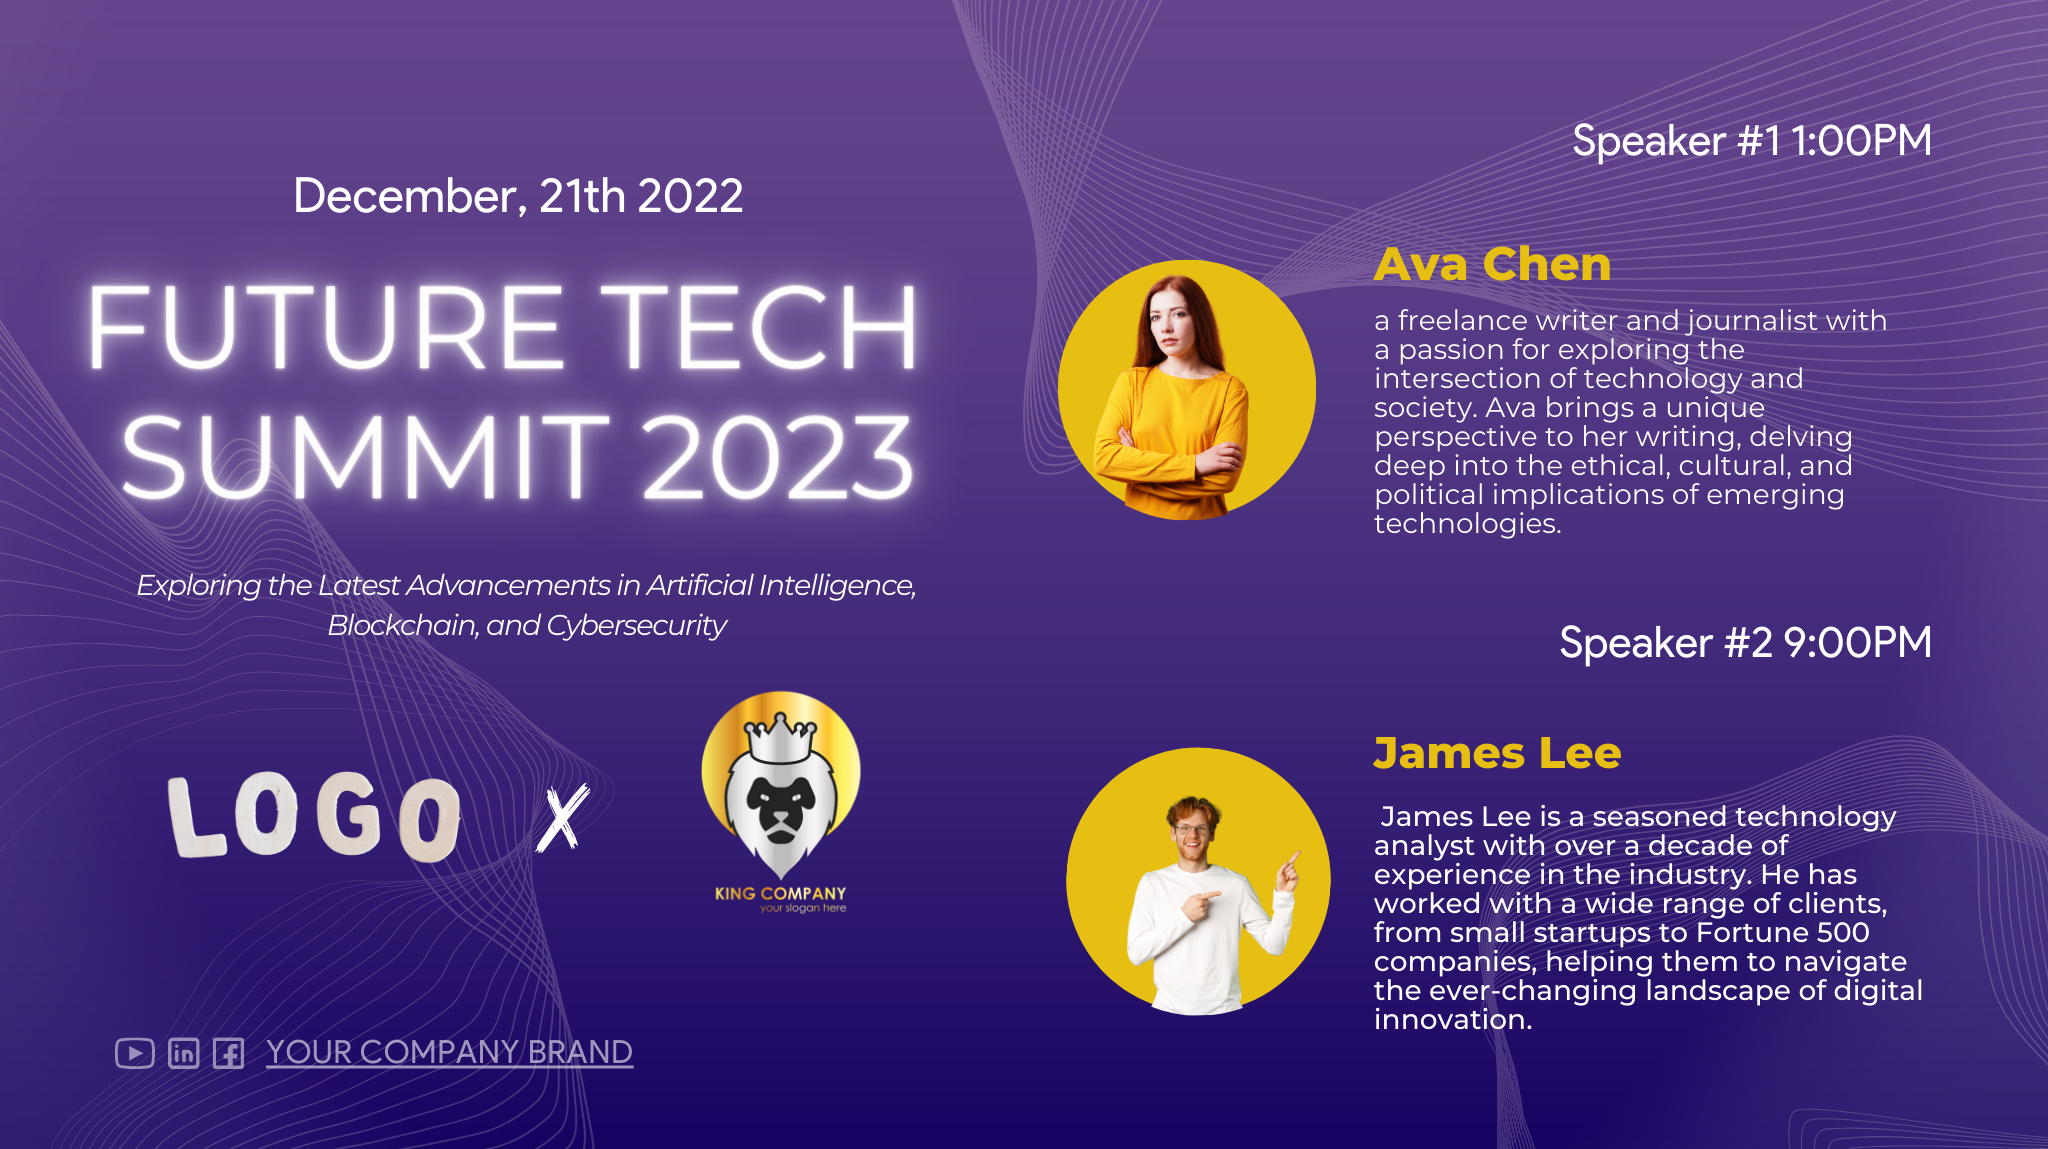 December, 21th 2022
FUTURE TECH
SUMMIT 2023
Exploring the Latest Advancements in Artificial Intelligence,
Blockchain, and Cybersecurity
LOGO X
KING COMPANY
your slogan here
in f YOUR COMPANY BRAND
Speaker #1 1:00PM
Ava Chen
a freelance writer and journalist with
a passion for exploring the
intersection of technology and
society. Ava brings a unique
perspective to her writing, delving
deep into the ethical, cultural, and
political implications of emerging
technologies.
Speaker #2 9:00PM
James Lee
James Lee is a seasoned technology
analyst with over a decade of
experience in the industry. He has
worked with a wide range of clients,
from small startups to Fortune 500
companies, helping them to navigate
the ever-changing landscape of digital
innovation.